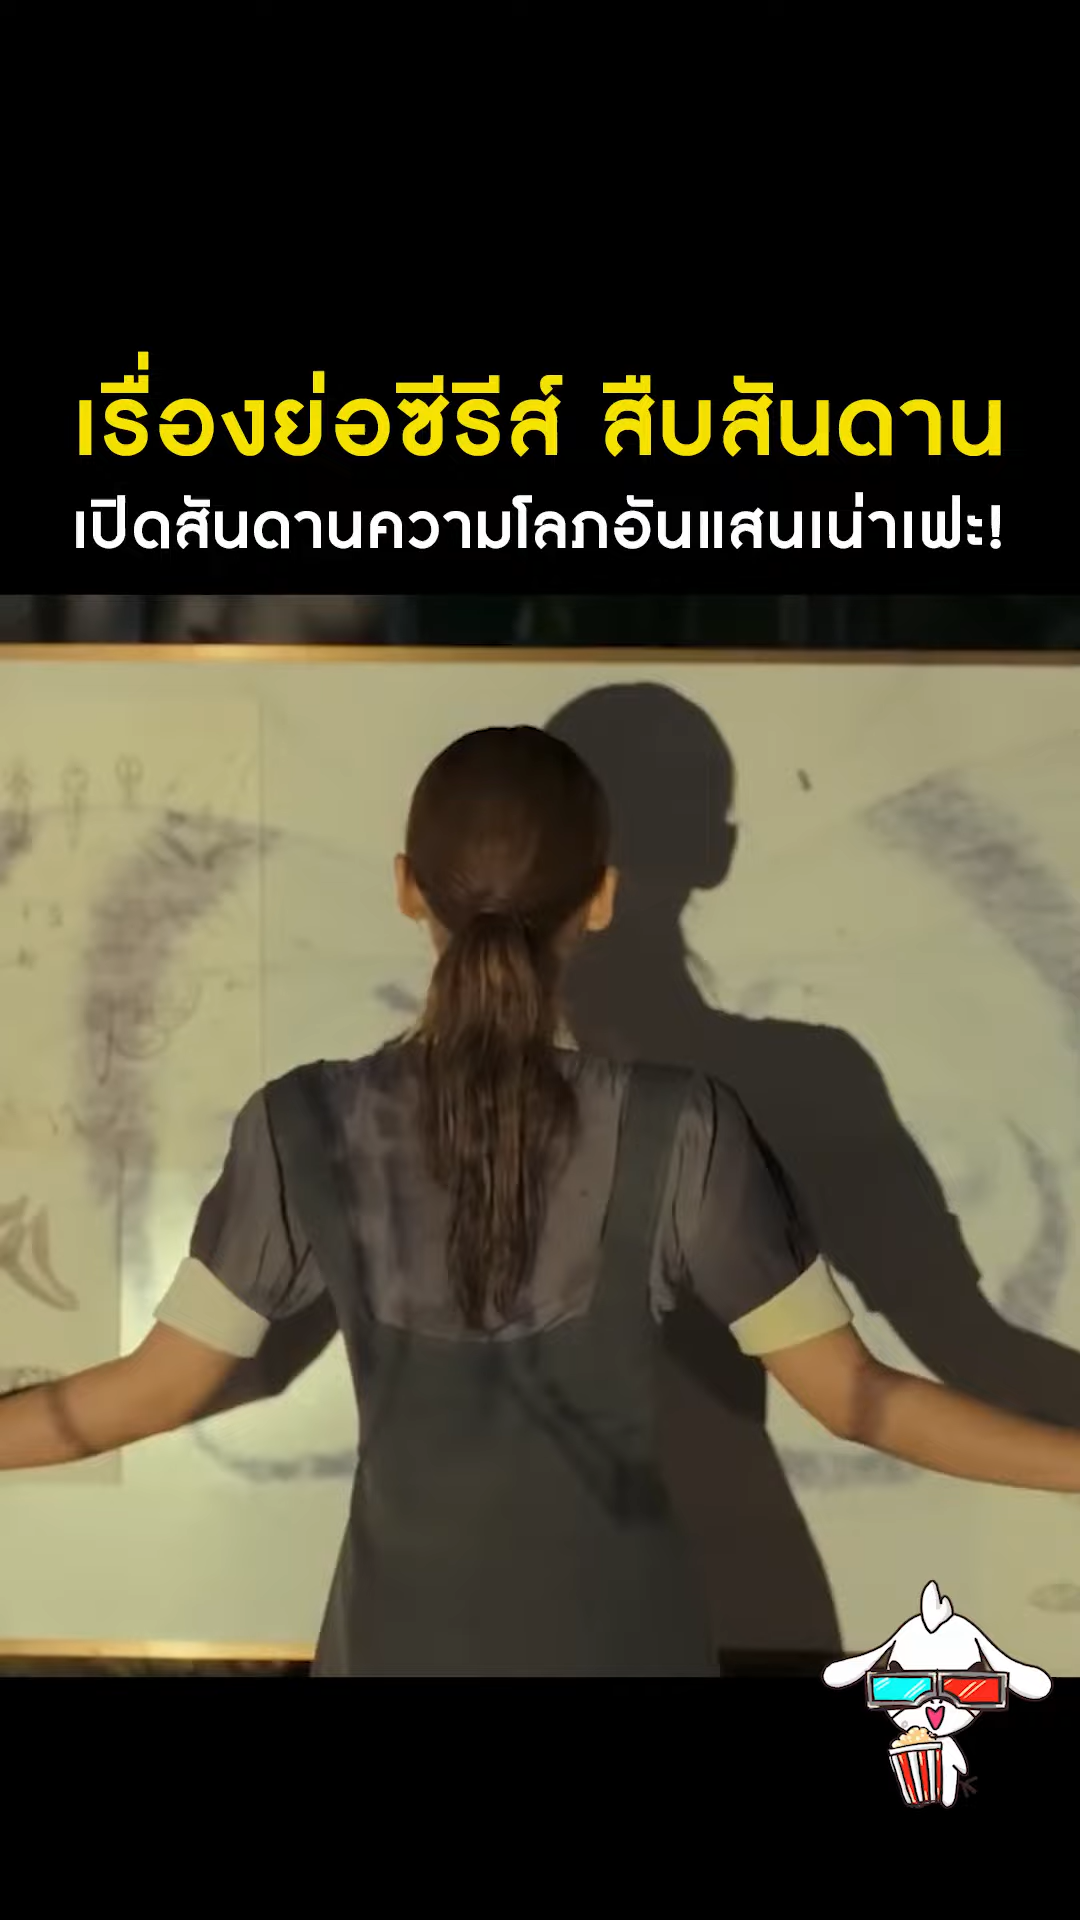 เรื่องย่อซีรีส์ สืบสันดาน
เปิดสันดานความโลภอันแสนเน่าเฟะ!